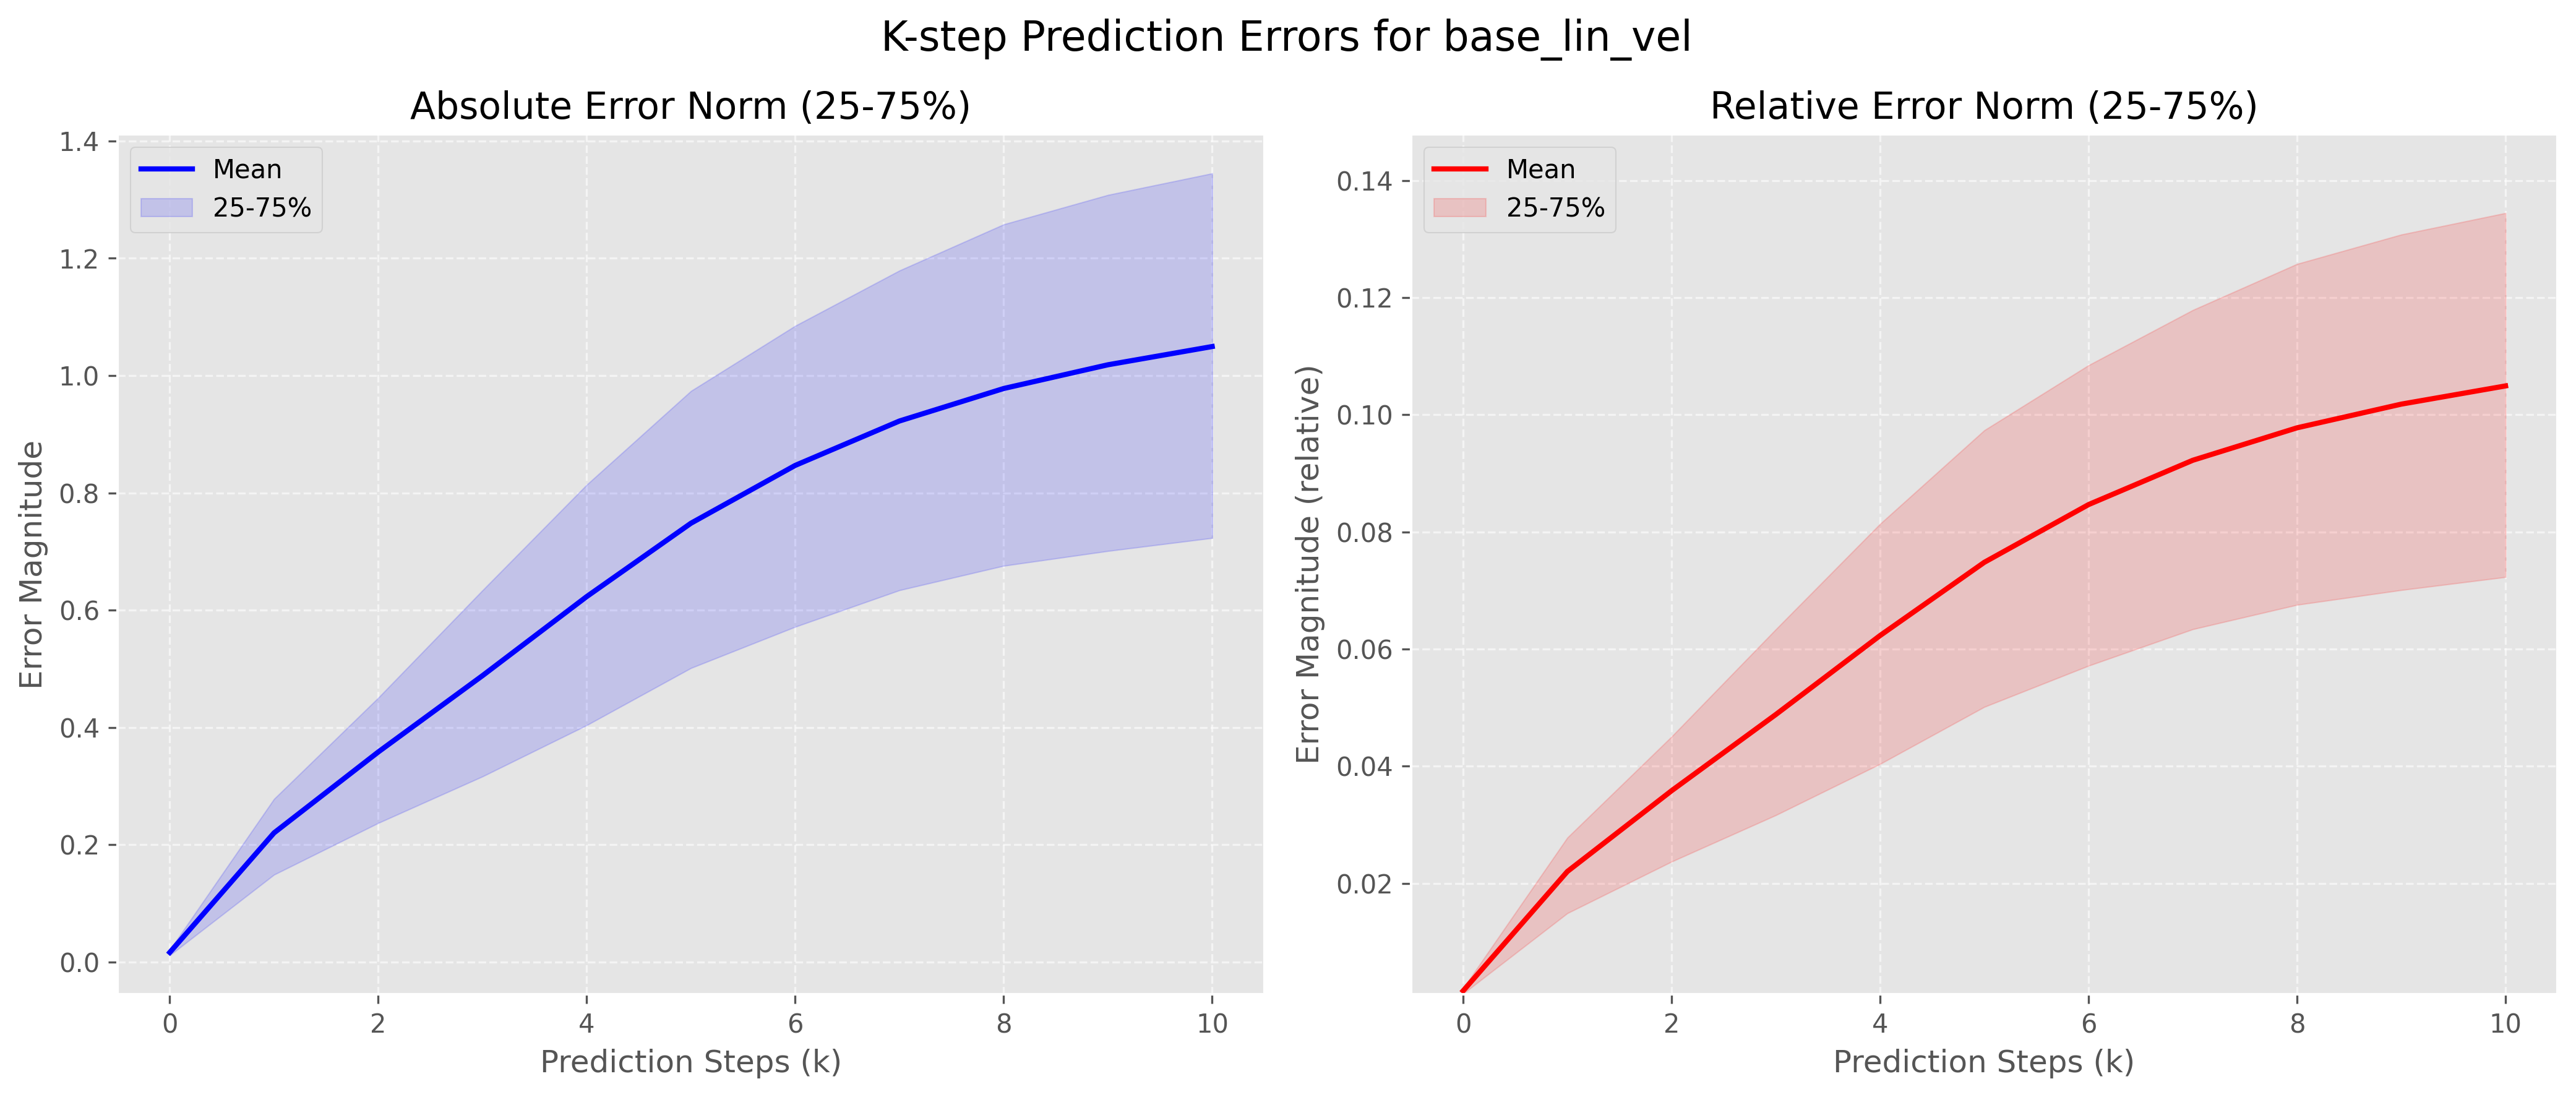 K-step Prediction Errors for base_lin_vel
Absolute Error Norm (25-75%)
Mean
25-75%
1.4
1.2
1.0
0.8
0.6
0.4
0.2
0.0
Error Magnitude
0 2 4 6 8 10
Prediction Steps (k)
Relative Error Norm (25-75%)
Mean
25-75%
0.14
0.12
0.10
0.08
0.06
0.04
0.02
Error Magnitude (relative)
0 2 4 6 8 10
Prediction Steps (k)